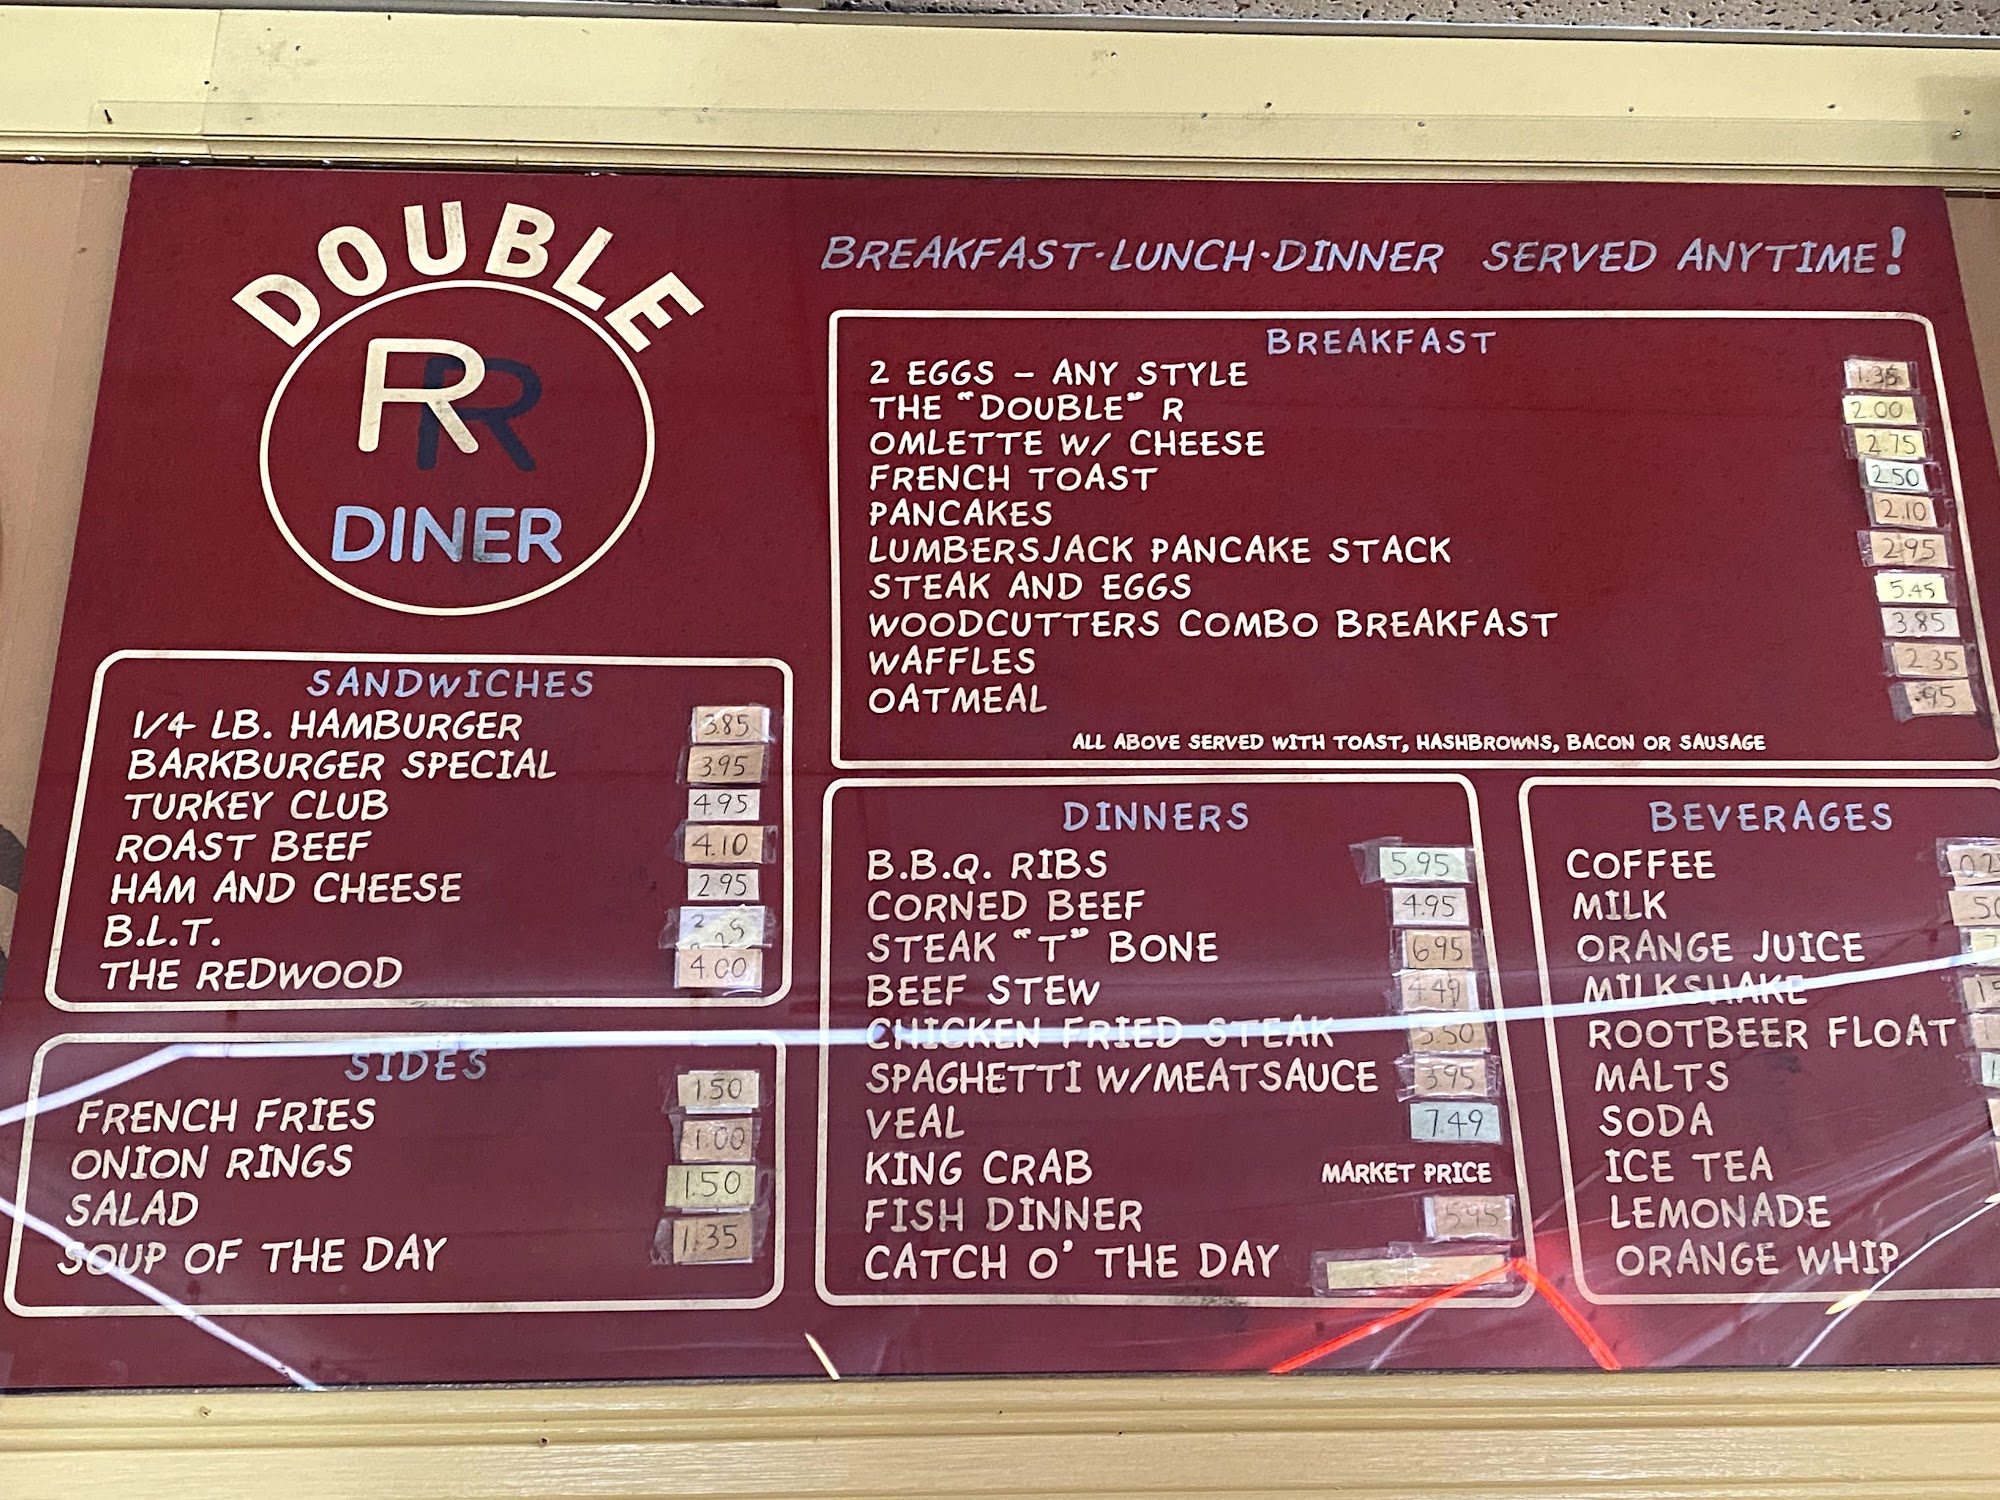 DOUBLE
RR
DINER
BREAKFAST·LUNCH·DINNER SERVED ANYTIME!
BREAKFAST
2 EGGS – ANY STYLE 1.35
THE "DOUBLE" R 2.00
OMLETTE W/ CHEESE 2.75
FRENCH TOAST 2.50
PANCAKES 2.10
LUMBERSJACK PANCAKE STACK 2.95
STEAK AND EGGS 5.45
WOODCUTTERS COMBO BREAKFAST 3.85
WAFFLES 2.35
OATMEAL .95
ALL ABOVE SERVED WITH TOAST, HASHBROWNS, BACON OR SAUSAGE
SANDWICHES
1/4 LB. HAMBURGER 3.85
BARKBURGER SPECIAL 3.95
TURKEY CLUB 4.95
ROAST BEEF 4.10
HAM AND CHEESE 2.95
B.L.T.
THE REDWOOD 4.00
SIDES
FRENCH FRIES 1.50
ONION RINGS 1.00
SALAD 1.50
SOUP OF THE DAY 1.35
DINNERS
B.B.Q. RIBS 5.95
CORNED BEEF 4.95
STEAK "T" BONE 6.95
BEEF STEW 4.49
CHICKEN FRIED STEAK 5.50
SPAGHETTI W/MEATSAUCE 3.95
VEAL 7.49
KING CRAB MARKET PRICE
FISH DINNER 5.95
CATCH O' THE DAY
BEVERAGES
COFFEE
MILK
ORANGE JUICE
MILKSHAKE
ROOTBEER FLOAT
MALTS
SODA
ICE TEA
LEMONADE
ORANGE WHIP